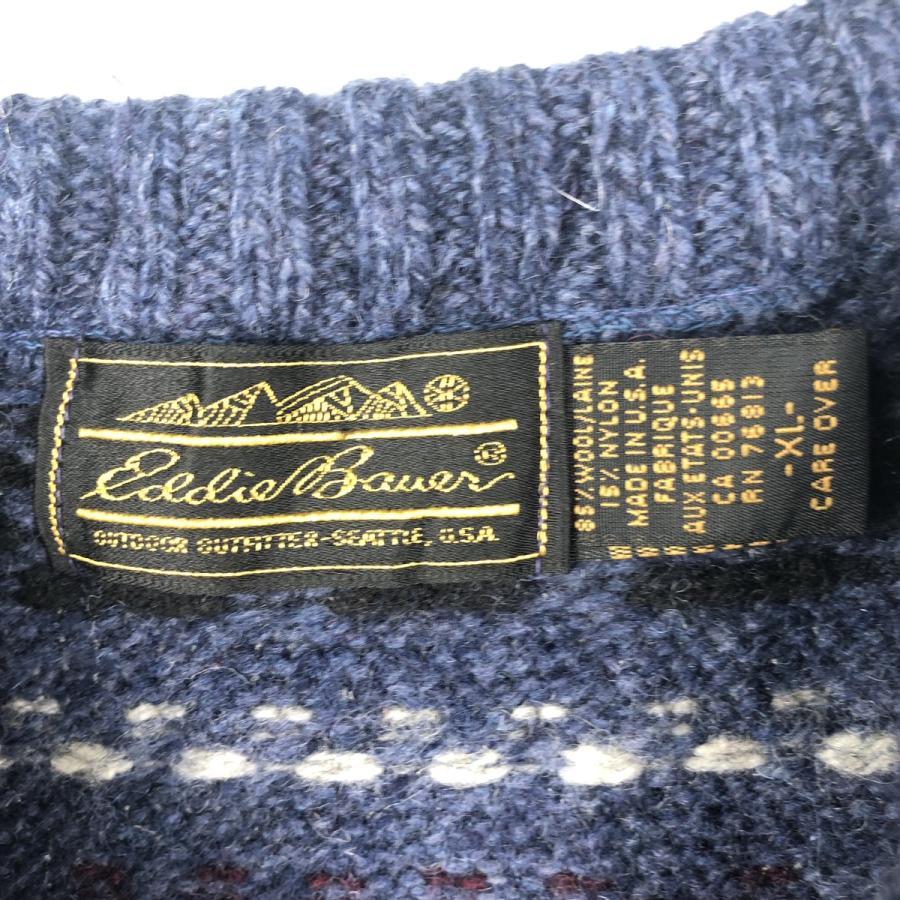 Eddie Bauer®
OUTDOOR OUTFITTER-SEATTLE, U.S.A.
85% WOOL/LAINE
15% NYLON
MADE IN U.S.A.
FABRIQUE
AUX ETATS-UNIS
CA 00665
RN 76813
-XL-
CARE OVER